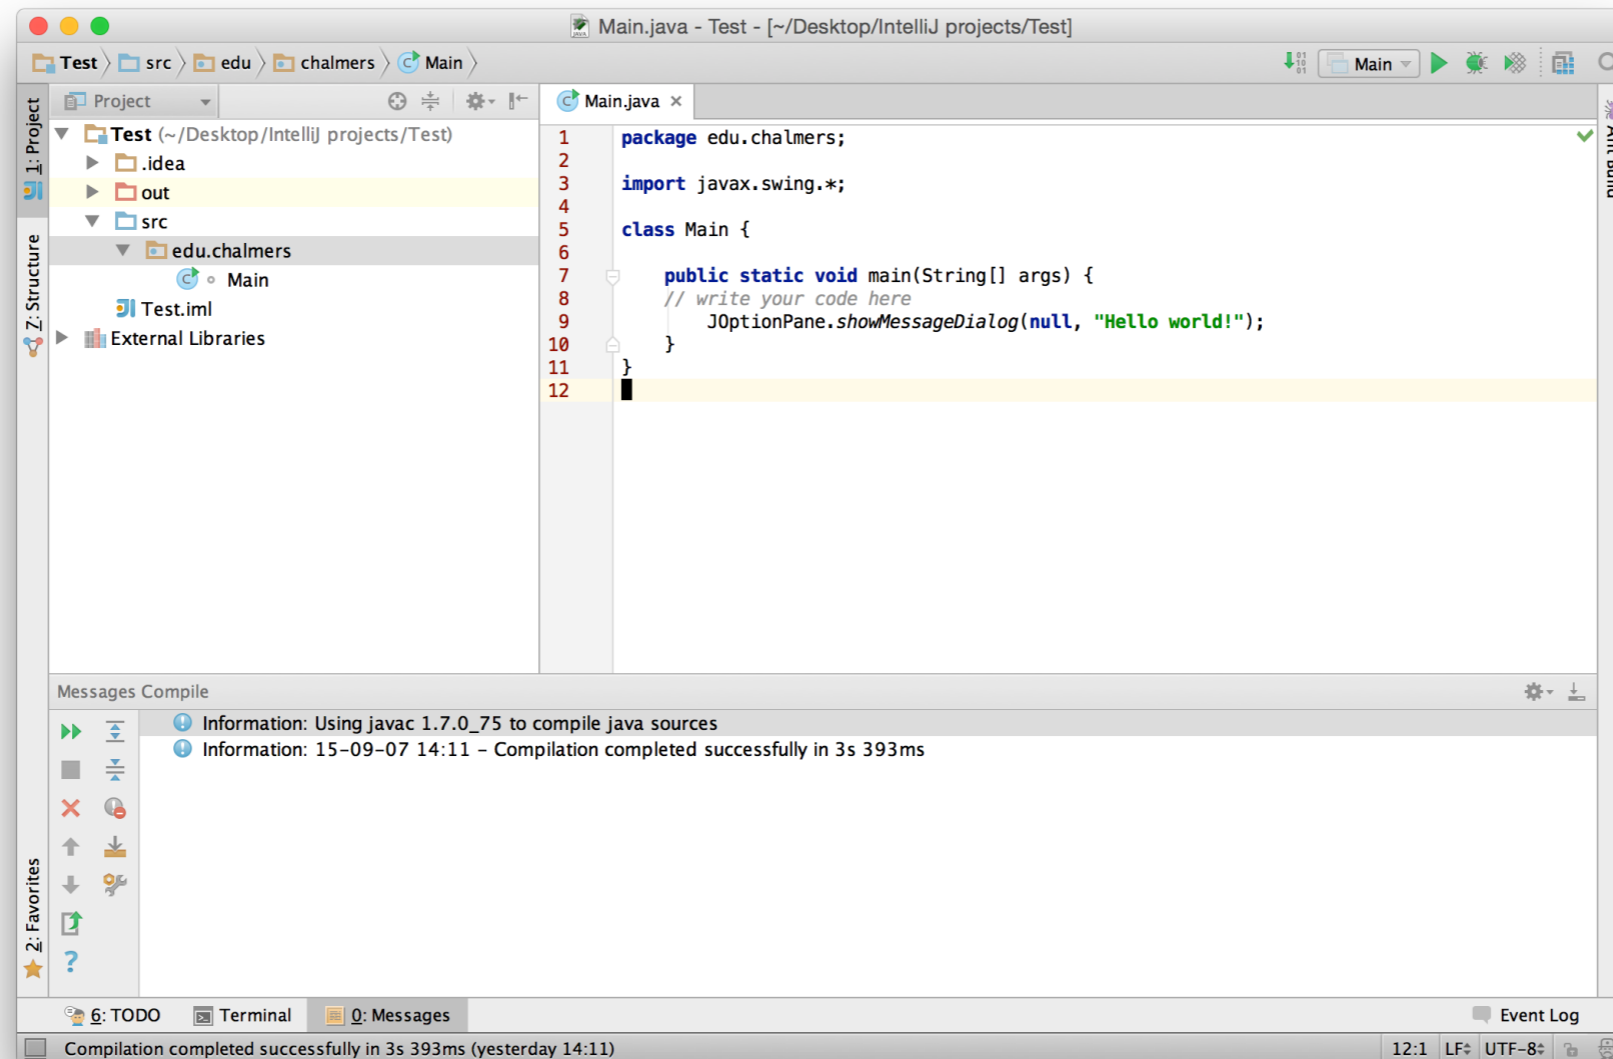 Main.java - Test - [~/Desktop/IntelliJ projects/Test]
Test src edu chalmers Main
Main
1: Project
Z: Structure
2: Favorites
Project
Test (~/Desktop/IntelliJ projects/Test)
.idea
out
src
edu.chalmers
Main
Test.iml
External Libraries
Main.java
1 package edu.chalmers;
2
3 import javax.swing.*;
4
5 class Main {
6
7 public static void main(String[] args) {
8 // write your code here
9 JOptionPane.showMessageDialog(null, "Hello world!");
10 }
11 }
12
Messages Compile
Information: Using javac 1.7.0_75 to compile java sources
Information: 15-09-07 14:11 - Compilation completed successfully in 3s 393ms
6: TODO Terminal 0: Messages Event Log
Compilation completed successfully in 3s 393ms (yesterday 14:11) 12:1 LF UTF-8